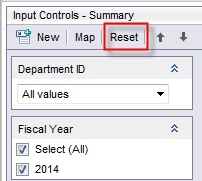 Input Controls - Summary
New Map Reset
Department ID
All values
Fiscal Year
Select (All)
2014